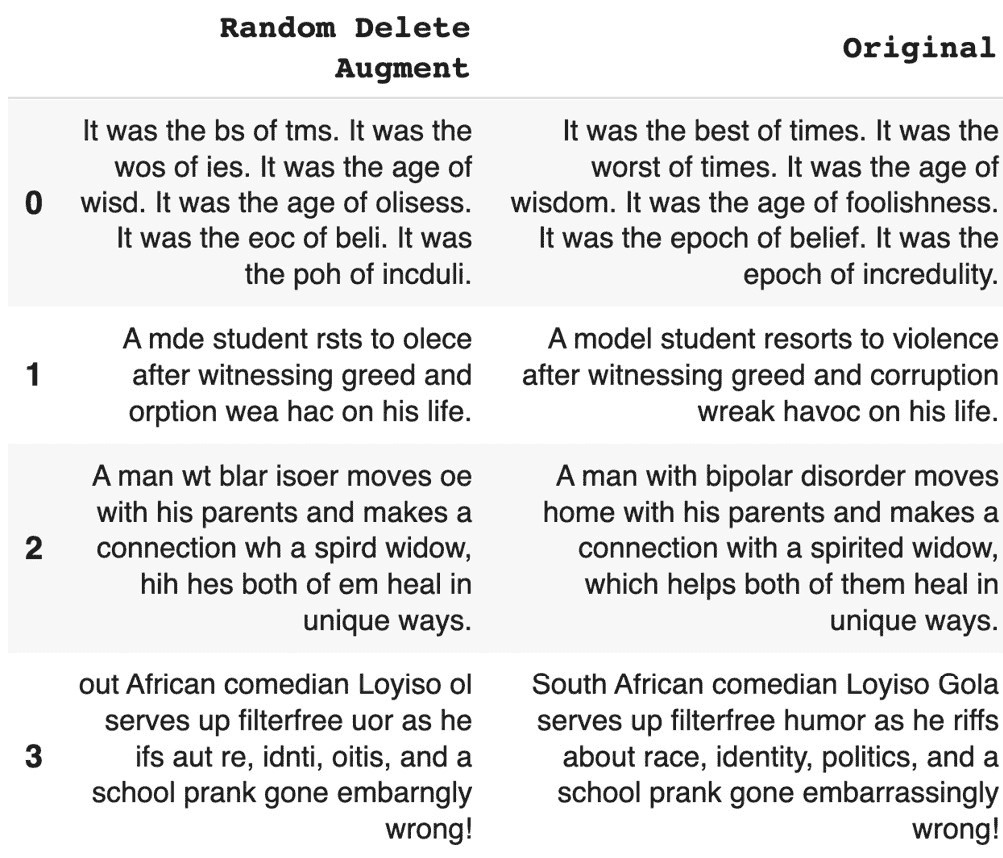 Random Delete
Augment
Original
0
It was the bs of tms. It was the
wos of ies. It was the age of
wisd. It was the age of olisess.
It was the eoc of beli. It was
the poh of incduli.
It was the best of times. It was the
worst of times. It was the age of
wisdom. It was the age of foolishness.
It was the epoch of belief. It was the
epoch of incredulity.
1
A mde student rsts to olece
after witnessing greed and
orption wea hac on his life.
A model student resorts to violence
after witnessing greed and corruption
wreak havoc on his life.
2
A man wt blar isoer moves oe
with his parents and makes a
connection wh a spird widow,
hih hes both of em heal in
unique ways.
A man with bipolar disorder moves
home with his parents and makes a
connection with a spirited widow,
which helps both of them heal in
unique ways.
3
out African comedian Loyiso ol
serves up filterfree uor as he
ifs aut re, idnti, oitis, and a
school prank gone embarngly
wrong!
South African comedian Loyiso Gola
serves up filterfree humor as he riffs
about race, identity, politics, and a
school prank gone embarrassingly
wrong!